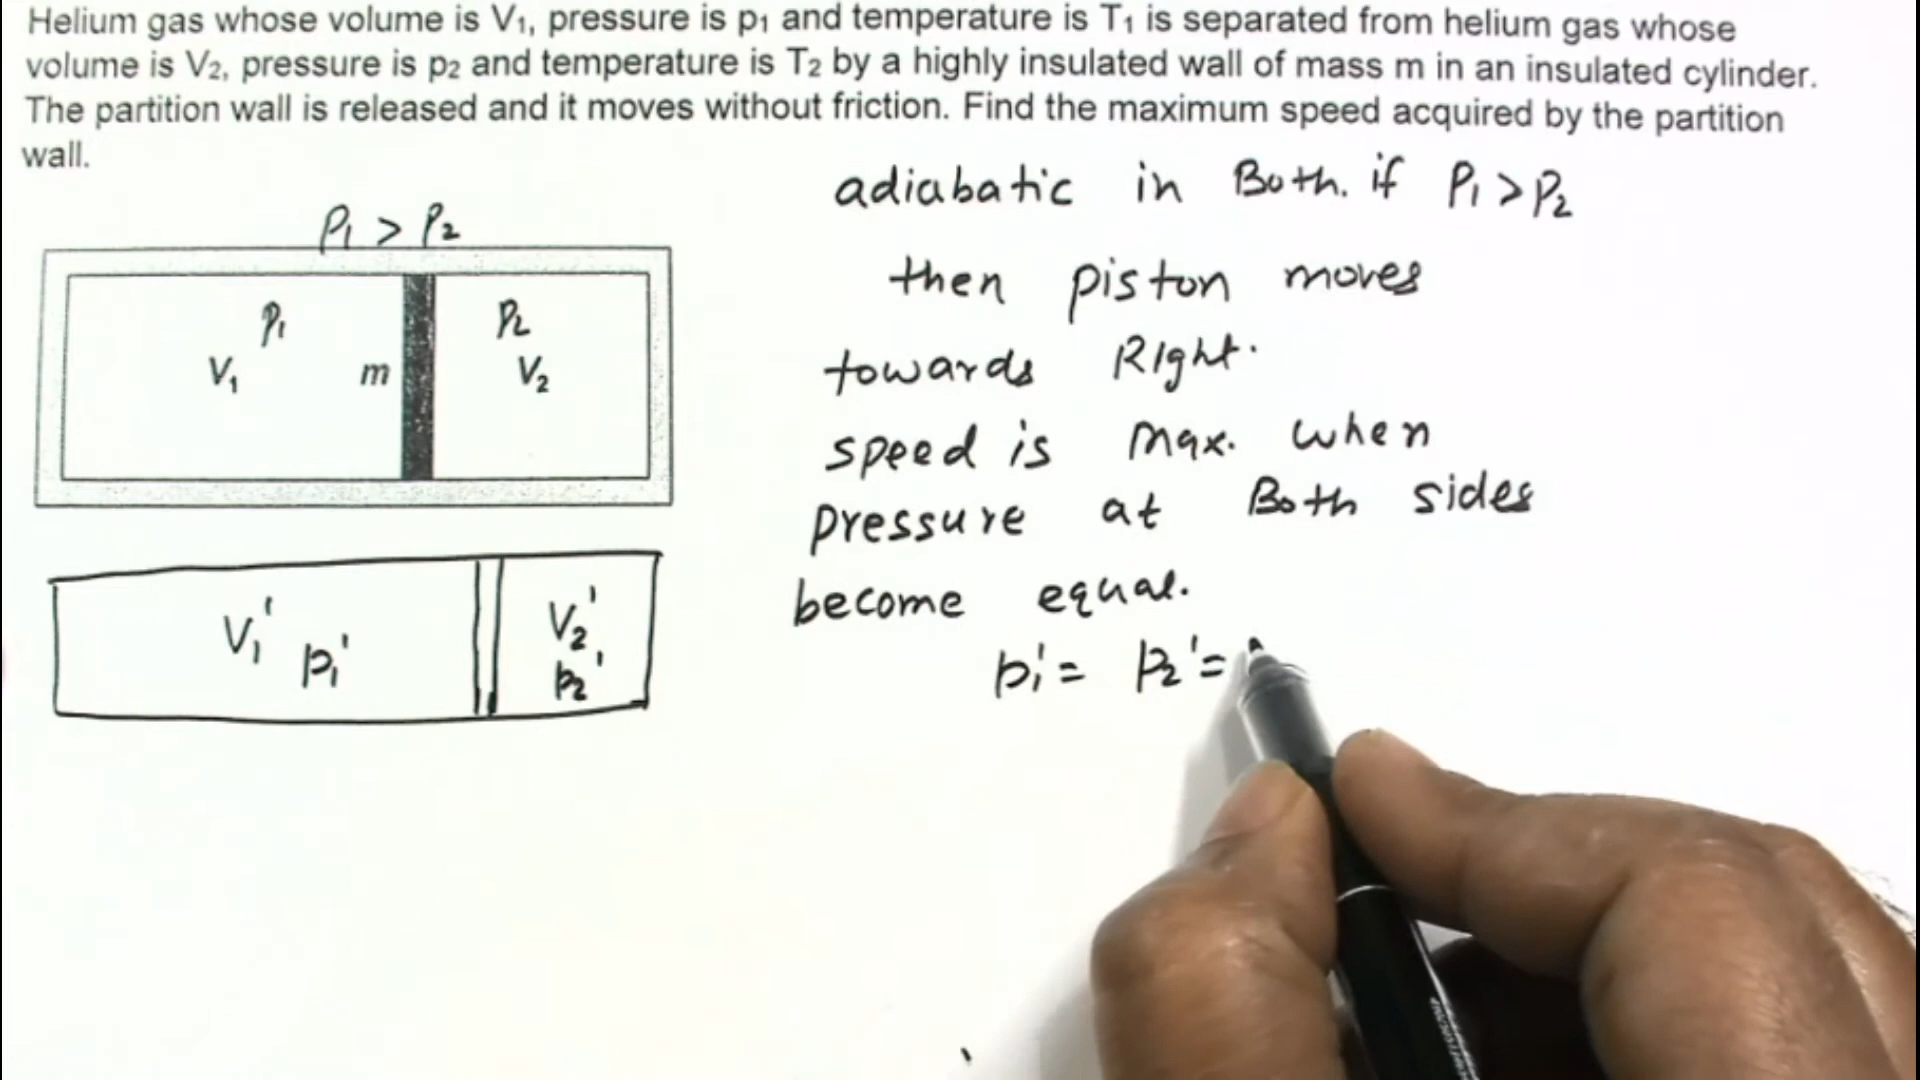 Helium gas whose volume is V₁, pressure is p₁ and temperature is T₁ is separated from helium gas whose
volume is V₂, pressure is p₂ and temperature is T₂ by a highly insulated wall of mass m in an insulated cylinder.
The partition wall is released and it moves without friction. Find the maximum speed acquired by the partition
wall.
P₁ > P₂
p₁
V₁
m
P₂
V₂
V₁'
p₁'
V₂'
p₂'
adiabatic in Both. if P₁ > P₂
then piston moves
towards Right.
speed is max. when
pressure at Both sides
become equal.
p₁' = p₂' =